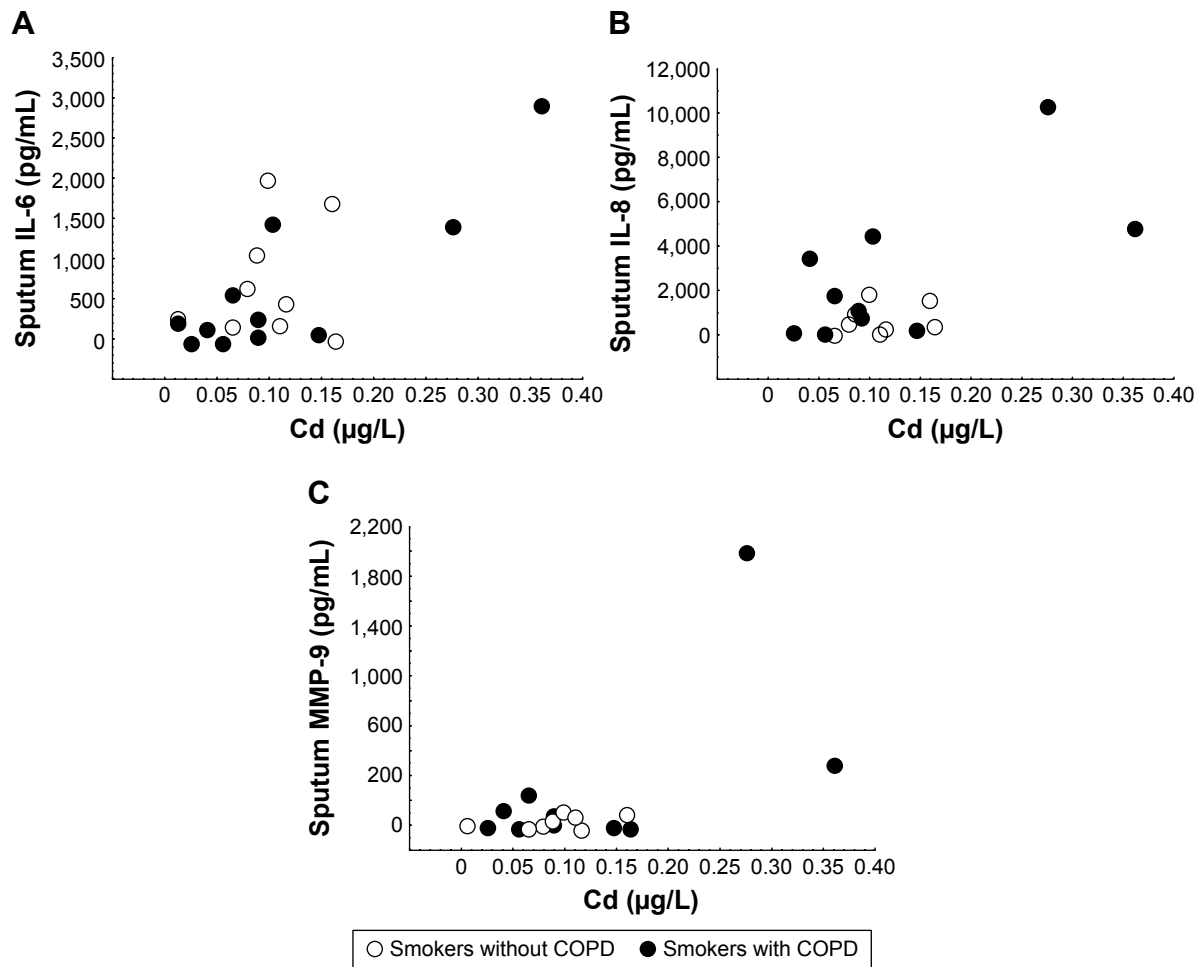 A
3,500
3,000
2,500
2,000
1,500
1,000
500
0
Sputum IL-6 (pg/mL)
0 0.05 0.10 0.15 0.20 0.25 0.30 0.35 0.40
Cd (µg/L)
B
12,000
10,000
8,000
6,000
4,000
2,000
0
Sputum IL-8 (pg/mL)
0 0.05 0.10 0.15 0.20 0.25 0.30 0.35 0.40
Cd (µg/L)
C
2,200
1,800
1,400
1,000
600
200
0
Sputum MMP-9 (pg/mL)
0 0.05 0.10 0.15 0.20 0.25 0.30 0.35 0.40
Cd (µg/L)
Smokers without COPD Smokers with COPD